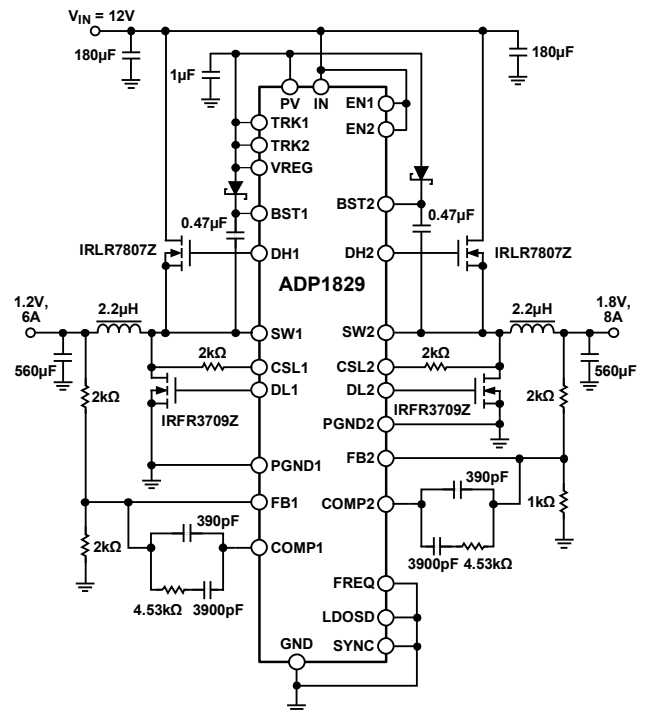 VIN = 12V
180µF
180µF
1µF
PV IN
EN1
EN2
TRK1
TRK2
VREG
BST1
BST2
0.47µF
0.47µF
IRLR7807Z
DH1
DH2
IRLR7807Z
ADP1829
1.2V,
6A
2.2µH
2.2µH
1.8V,
8A
SW1
SW2
560µF
2kΩ
CSL1
CSL2
2kΩ
560µF
2kΩ
DL1
DL2
2kΩ
IRFR3709Z
IRFR3709Z
PGND2
PGND1
FB2
390pF
FB1
COMP2
1kΩ
2kΩ
390pF
COMP1
3900pF 4.53kΩ
4.53kΩ 3900pF
FREQ
LDOSD
GND
SYNC